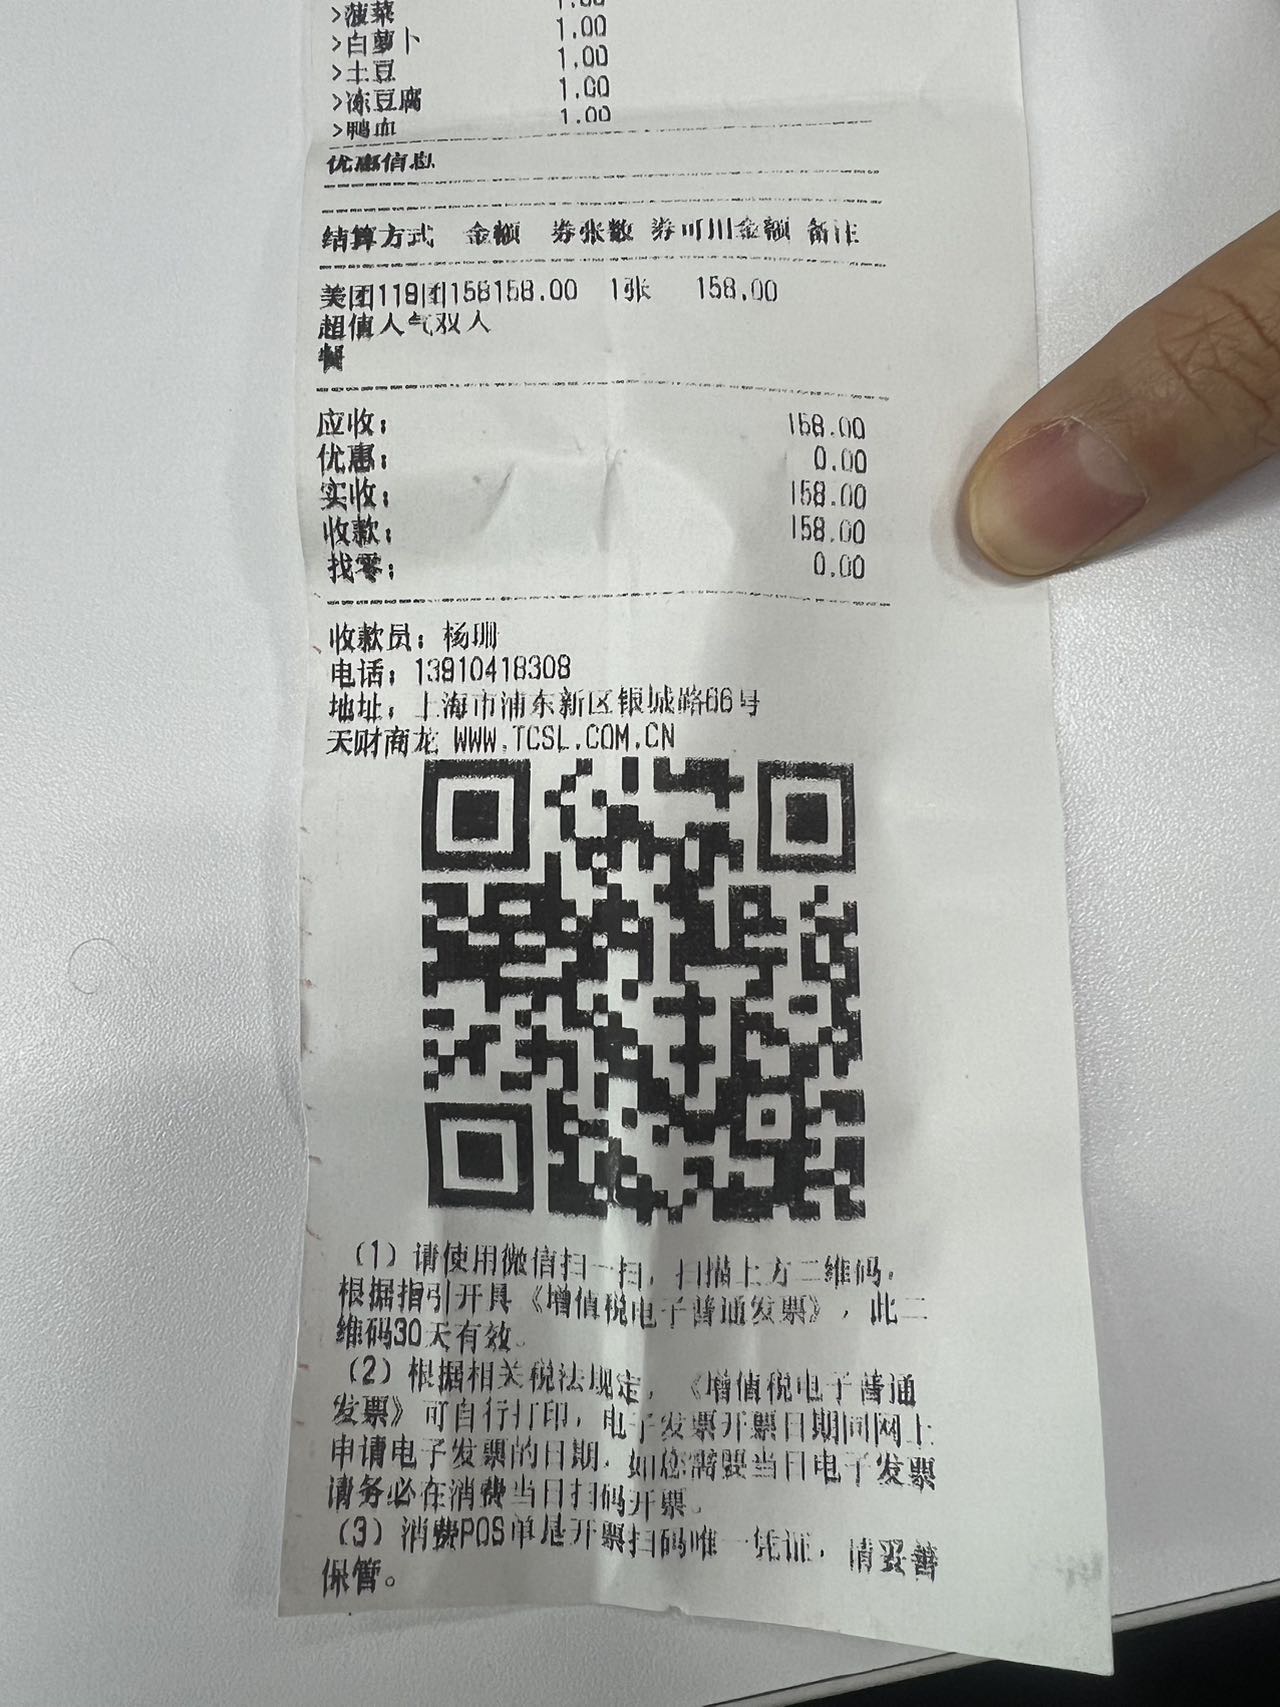 >菠菜 1.00
>白萝卜 1.00
>土豆 1.00
>冻豆腐 1.00
>鸭血 1.00
优惠信息
结算方式 金额 券张数 券可用金额 备注
美团119团158158.00 1张 158.00
超值人气双人
餐
应收: 158.00
优惠: 0.00
实收: 158.00
收款: 158.00
找零: 0.00
收款员: 杨珊
电话: 13910418308
地址: 上海市浦东新区银城路66号
天财商龙 WWW.TCSL.COM.CN
(1)请使用微信扫一扫,扫描上方二维码,
根据指引开具《增值税电子普通发票》,此二
维码30天有效。
(2)根据相关税法规定,《增值税电子普通
发票》可自行打印,电子发票开票日期同网上
申请电子发票的日期,如您需要当日电子发票
请务必在消费当日扫码开票。
(3)消费POS单是开票扫码唯一凭证,请妥善
保管。